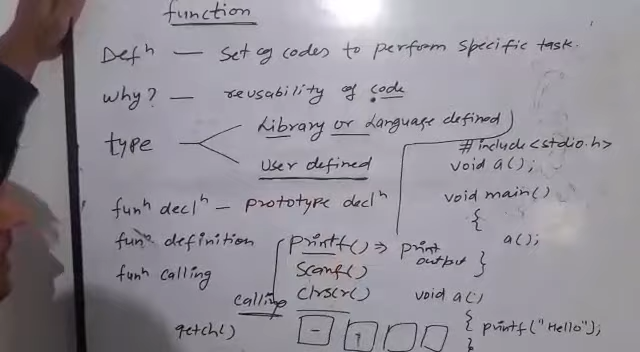 function
Defⁿ — Set of codes to perform specific task.
Why? — reusability of code
type
Library or Language defined
User defined
funⁿ declⁿ — prototype declⁿ
funⁿ definition
funⁿ calling
calling
printf() ⇒ print output
Scanf()
Clrscr()
getch()
#include<stdio.h>
void a();
void main()
{
a();
}
void a()
{ printf("Hello");
}